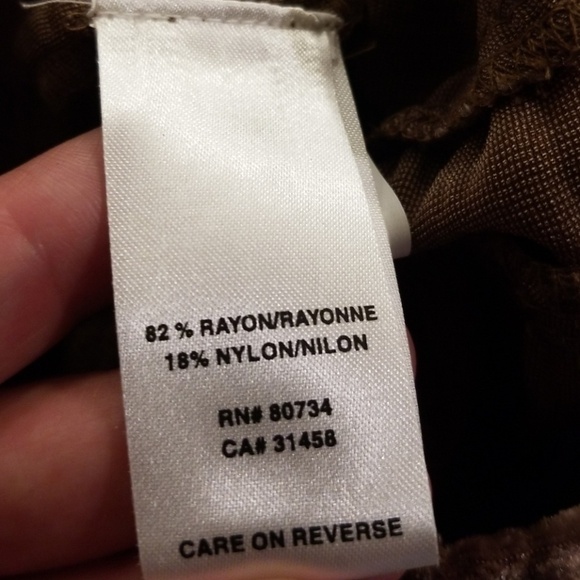 82 % RAYON/RAYONNE
18% NYLON/NILON
RN# 80734
CA# 31458
CARE ON REVERSE